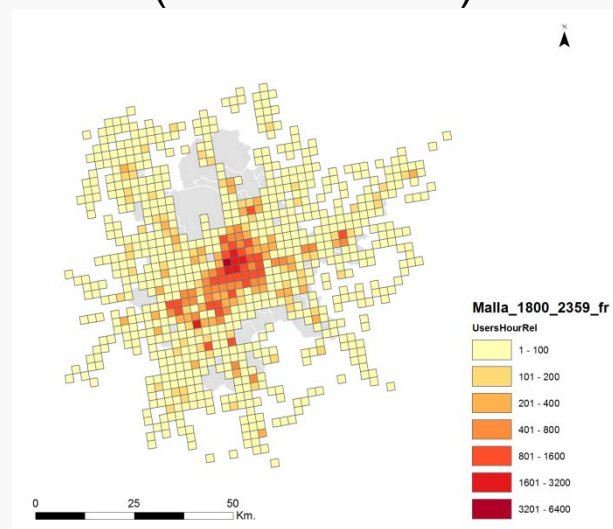 N
Malla_1800_2359_fr
UsersHourRel
1 - 100
101 - 200
201 - 400
401 - 800
801 - 1600
1601 - 3200
3201 - 6400
0 25 50
Km.